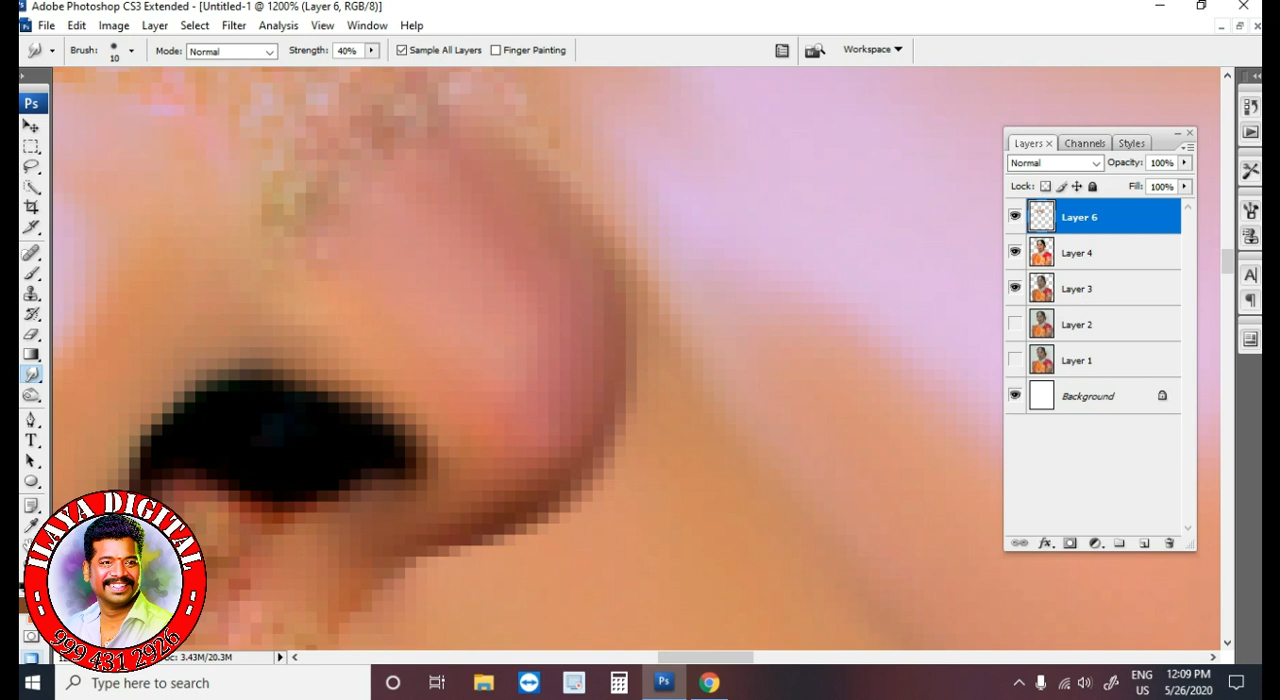 Adobe Photoshop CS3 Extended - [Untitled-1 @ 1200% (Layer 6, RGB/8)]
File Edit Image Layer Select Filter Analysis View Window Help
Brush: 10 Mode: Normal Strength: 40% Sample All Layers Finger Painting Workspace
Ps
Layers Channels Styles
Normal Opacity: 100%
Lock: Fill: 100%
Layer 6
Layer 4
Layer 3
Layer 2
Layer 1
Background
ILAYA DIGITAL
999 431 2926
oc: 3.43M/20.3M
Type here to search
Ps
ENG
US
12:09 PM
5/26/2020